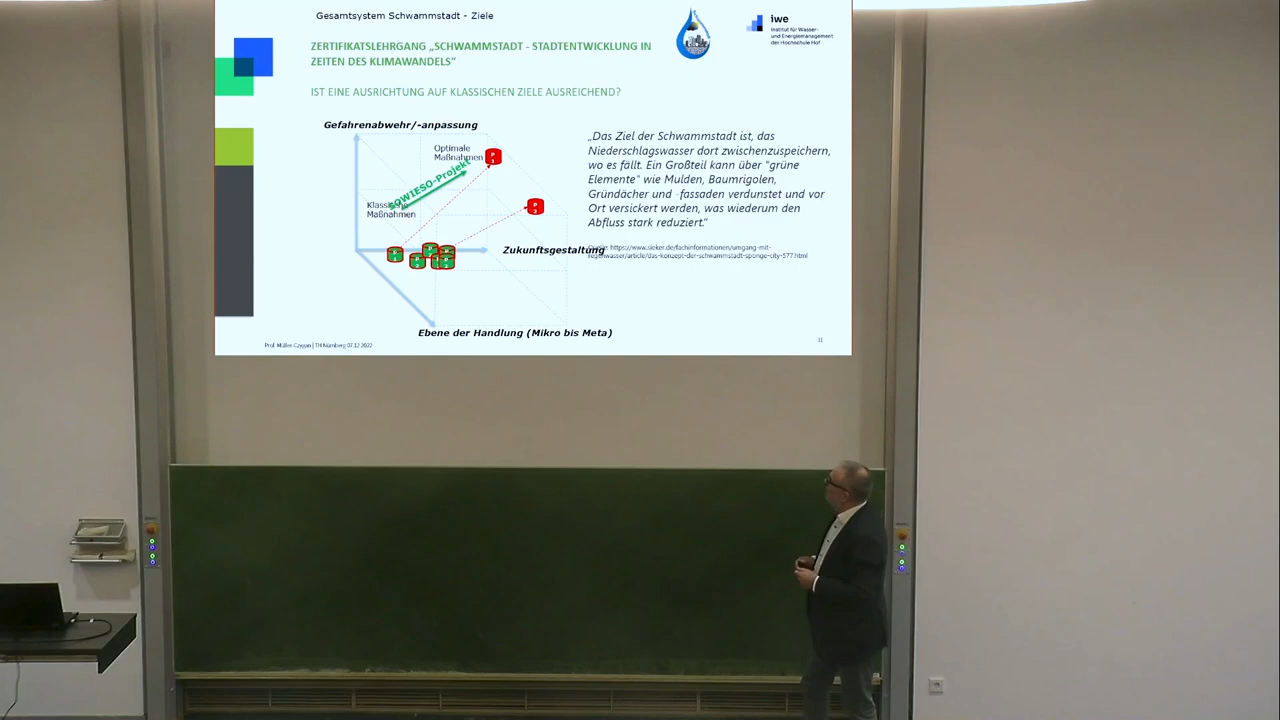 Gesamtsystem Schwammstadt - Ziele
iwe
Institut für Wasser-
und Energiemanagement
der Hochschule Hof
ZERTIFIKATSLEHRGANG „SCHWAMMSTADT - STADTENTWICKLUNG IN
ZEITEN DES KLIMAWANDELS“
IST EINE AUSRICHTUNG AUF KLASSISCHEN ZIELE AUSREICHEND?
Gefahrenabwehr/-anpassung
Optimale
Maßnahmen
P
1
SOWIESO-Projekt
Maßnahmen
P
2
Zukunftsgestaltung
Ebene der Handlung (Mikro bis Meta)
„Das Ziel der Schwammstadt ist, das
Niederschlagswasser dort zwischenzuspeichern,
wo es fällt. Ein Großteil kann über "grüne
Elemente" wie Mulden, Baumrigolen,
Gründächer und -fassaden verdunstet und vor
Ort versickert werden, was wiederum den
Abfluss stark reduziert."
https://www.sieker.de/fachinformationen/umgang-mit-
regenwasser/article/das-konzept-der-schwammstadt-sponge-city-577.html
Prof. Müller Czygan | TH Nürnberg 07.12.2022